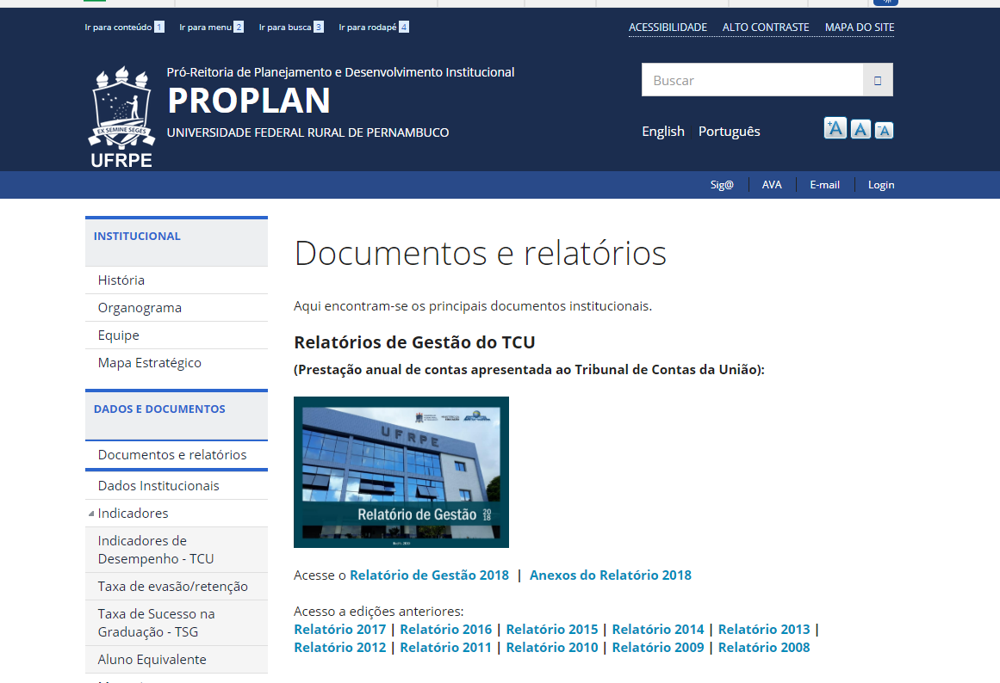 Ir para conteúdo 1 Ir para menu 2 Ir para busca 3 Ir para rodapé 4
ACESSIBILIDADE ALTO CONTRASTE MAPA DO SITE
Pró-Reitoria de Planejamento e Desenvolvimento Institucional
PROPLAN
UNIVERSIDADE FEDERAL RURAL DE PERNAMBUCO
EX SEMINE SEGES
UFRPE
Buscar
English Português
+A A -A
Sig@ AVA E-mail Login
INSTITUCIONAL
História
Organograma
Equipe
Mapa Estratégico
DADOS E DOCUMENTOS
Documentos e relatórios
Dados Institucionais
Indicadores
Indicadores de
Desempenho - TCU
Taxa de evasão/retenção
Taxa de Sucesso na
Graduação - TSG
Aluno Equivalente
Documentos e relatórios
Aqui encontram-se os principais documentos institucionais.
Relatórios de Gestão do TCU
(Prestação anual de contas apresentada ao Tribunal de Contas da União):
UFRPE
Relatório de Gestão 2018
Acesse o Relatório de Gestão 2018 | Anexos do Relatório 2018
Acesso a edições anteriores:
Relatório 2017 | Relatório 2016 | Relatório 2015 | Relatório 2014 | Relatório 2013 |
Relatório 2012 | Relatório 2011 | Relatório 2010 | Relatório 2009 | Relatório 2008